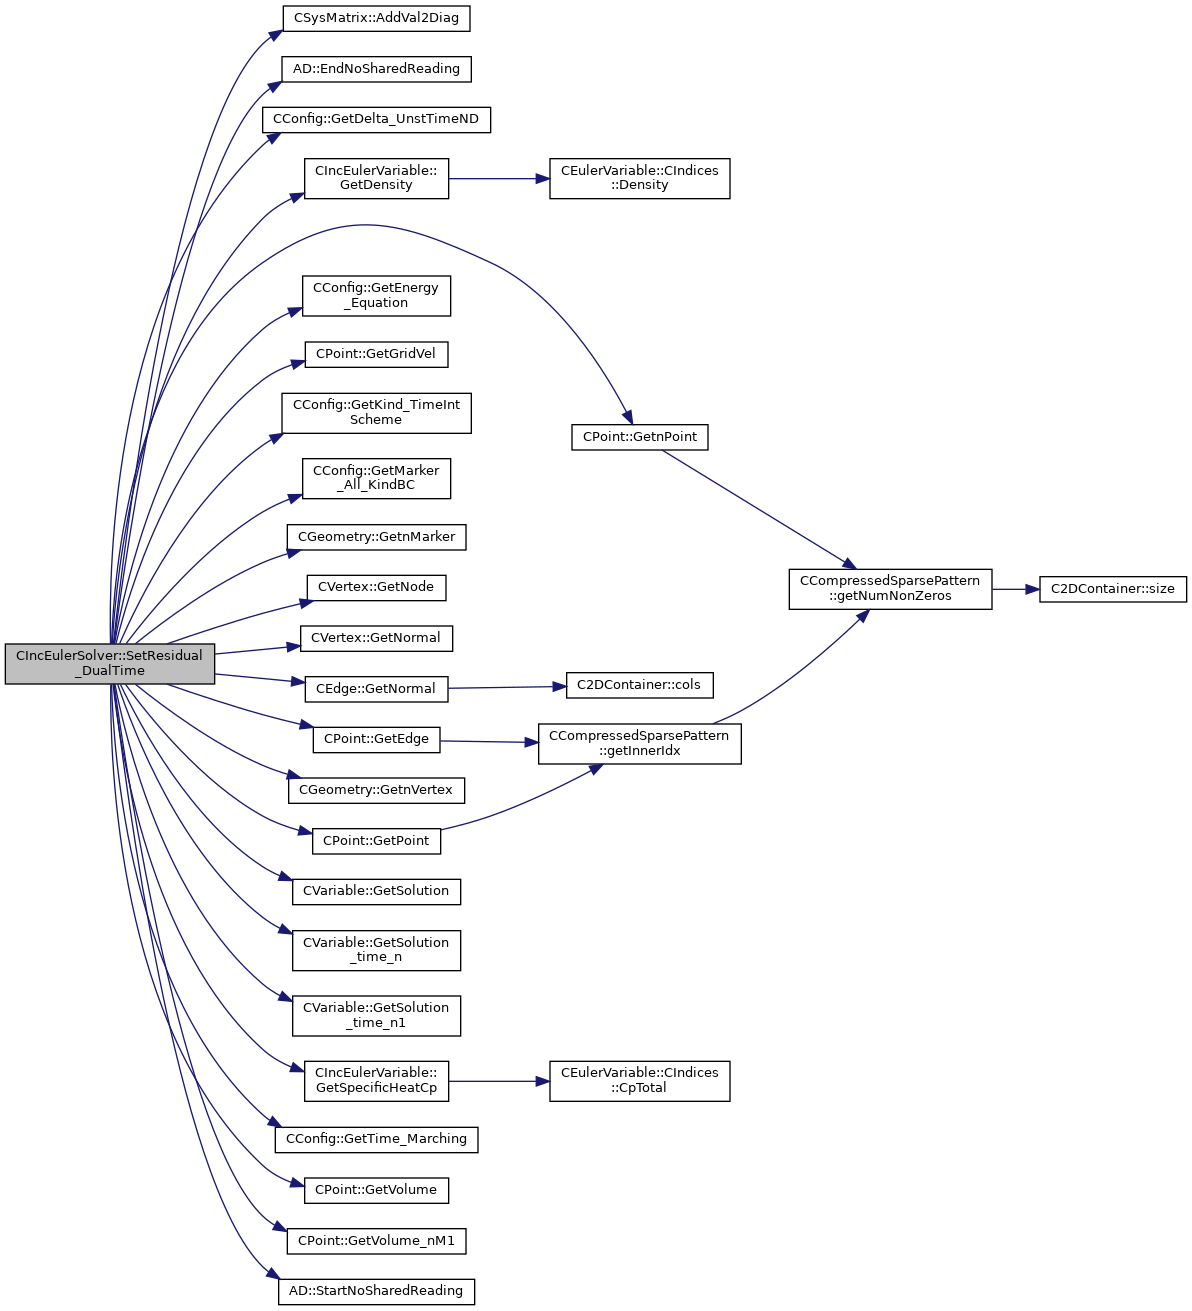 CSysMatrix::AddVal2Diag
AD::EndNoSharedReading
CConfig::GetDelta_UnstTimeND
CIncEulerVariable::
GetDensity
CEulerVariable::CIndices
::Density
CConfig::GetEnergy
_Equation
CPoint::GetGridVel
CConfig::GetKind_TimeInt
Scheme
CPoint::GetnPoint
CConfig::GetMarker
_All_KindBC
CGeometry::GetnMarker
CVertex::GetNode
CCompressedSparsePattern
::getNumNonZeros
C2DContainer::size
CVertex::GetNormal
CIncEulerSolver::SetResidual
_DualTime
CEdge::GetNormal
C2DContainer::cols
CPoint::GetEdge
CCompressedSparsePattern
::getInnerIdx
CGeometry::GetnVertex
CPoint::GetPoint
CVariable::GetSolution
CVariable::GetSolution
_time_n
CVariable::GetSolution
_time_n1
CIncEulerVariable::
GetSpecificHeatCp
CEulerVariable::CIndices
::CpTotal
CConfig::GetTime_Marching
CPoint::GetVolume
CPoint::GetVolume_nM1
AD::StartNoSharedReading